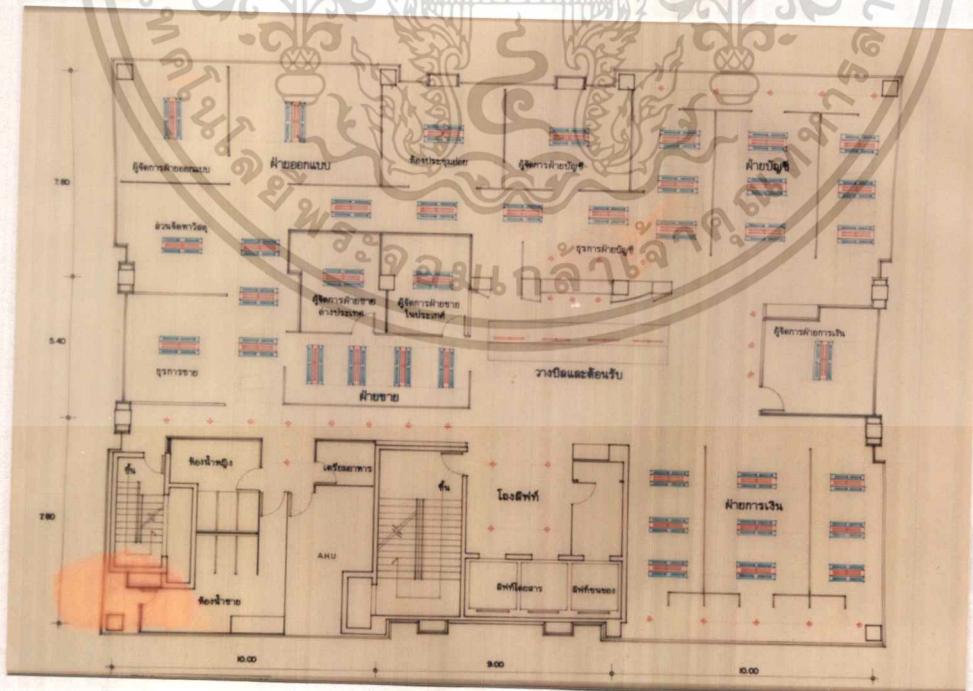 ผู้จัดการฝ่ายออกแบบ
ฝ่ายออกแบบ
ห้องประชุมย่อย
ผู้จัดการฝ่ายบัญชี
ฝ่ายบัญชี
7.80
ส่วนจัดหาวัสดุ
ธุรการฝ่ายบัญชี
ผู้จัดการฝ่ายขาย
ต่างประเทศ
ผู้จัดการฝ่ายขาย
ในประเทศ
ผู้จัดการฝ่ายการเงิน
5.40
ธุรการขาย
วางบิลและต้อนรับ
ฝ่ายขาย
ขึ้น
ห้องน้ำหญิง
เตรียมอาหาร
ขึ้น
โถงลิฟท์
ฝ่ายการเงิน
7.80
AHU
ห้องน้ำชาย
ลิฟท์โดยสาร
ลิฟท์ขนของ
10.00
9.00
10.00